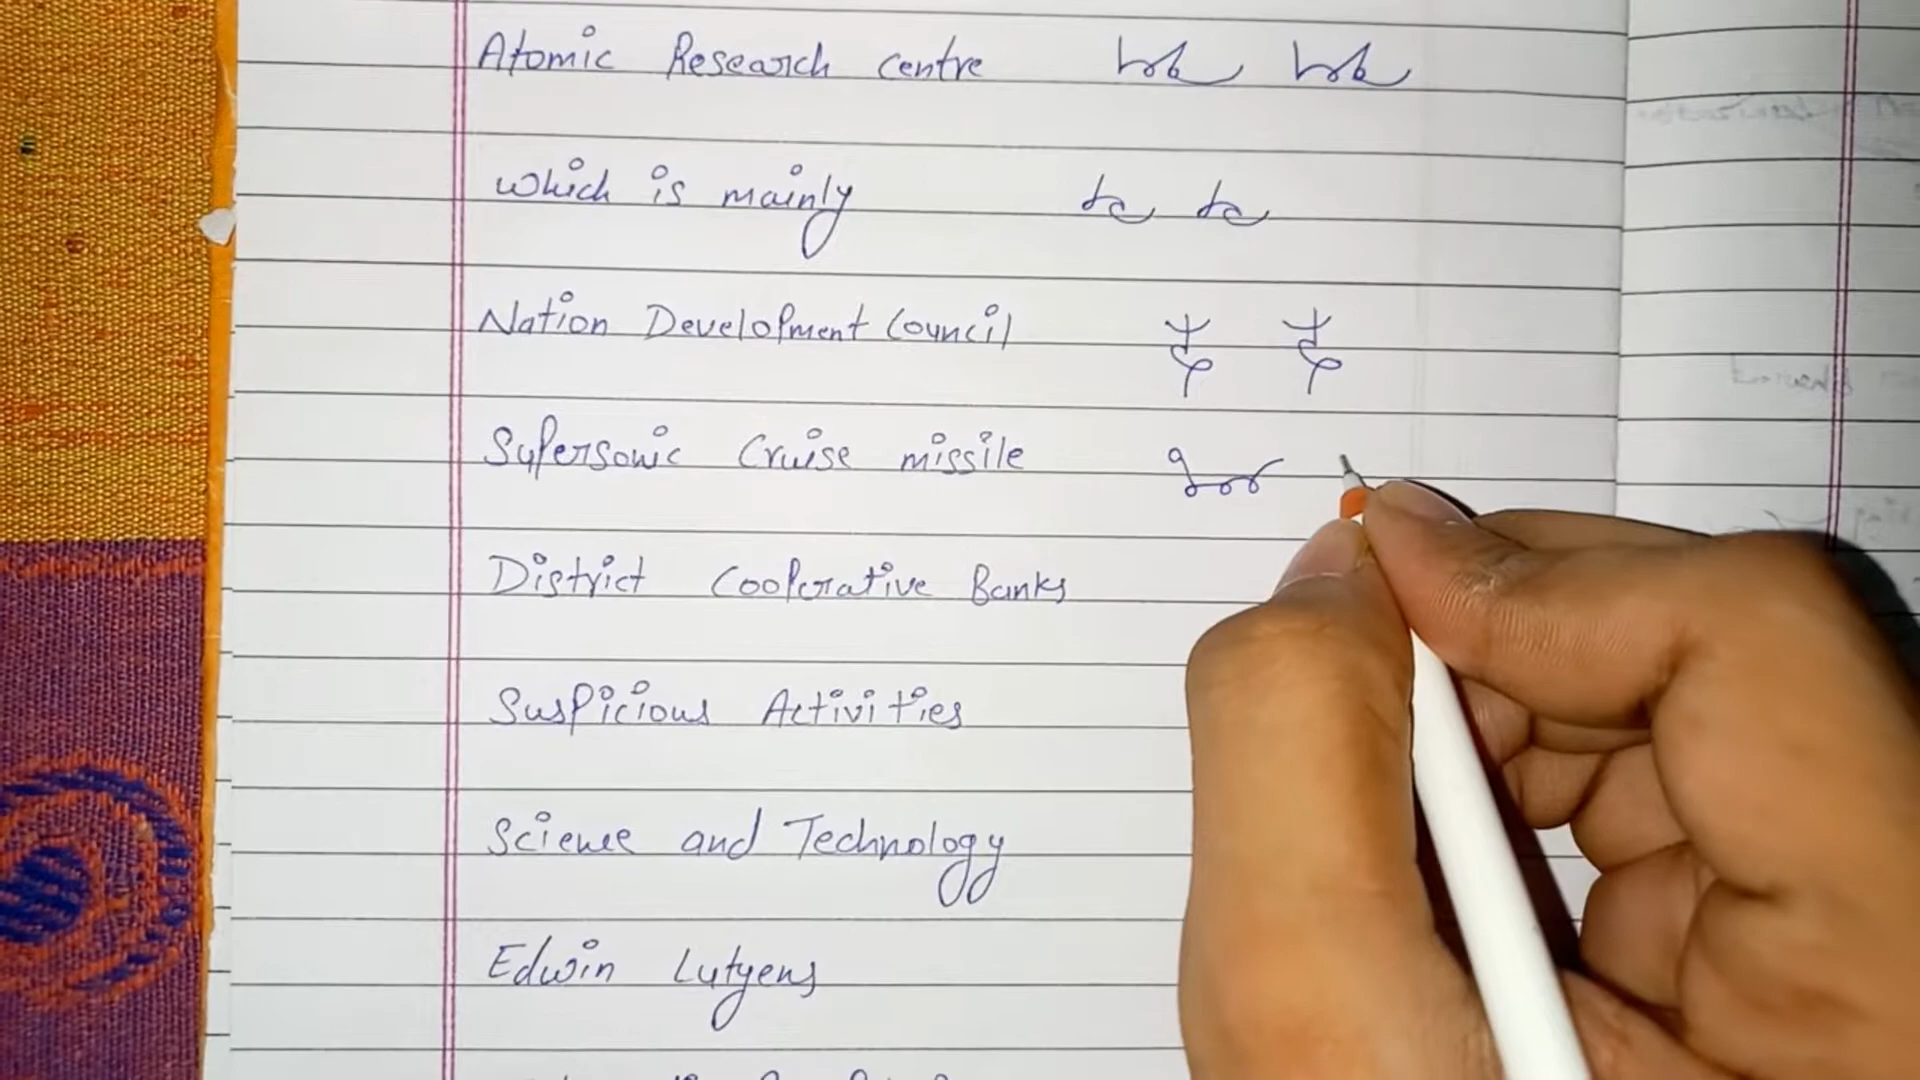 Atomic Research centre
which is mainly
Nation Development Council
Supersonic Cruise missile
District Cooperative Banks
Suspicious Activities
Science and Technology
Edwin Lutyens